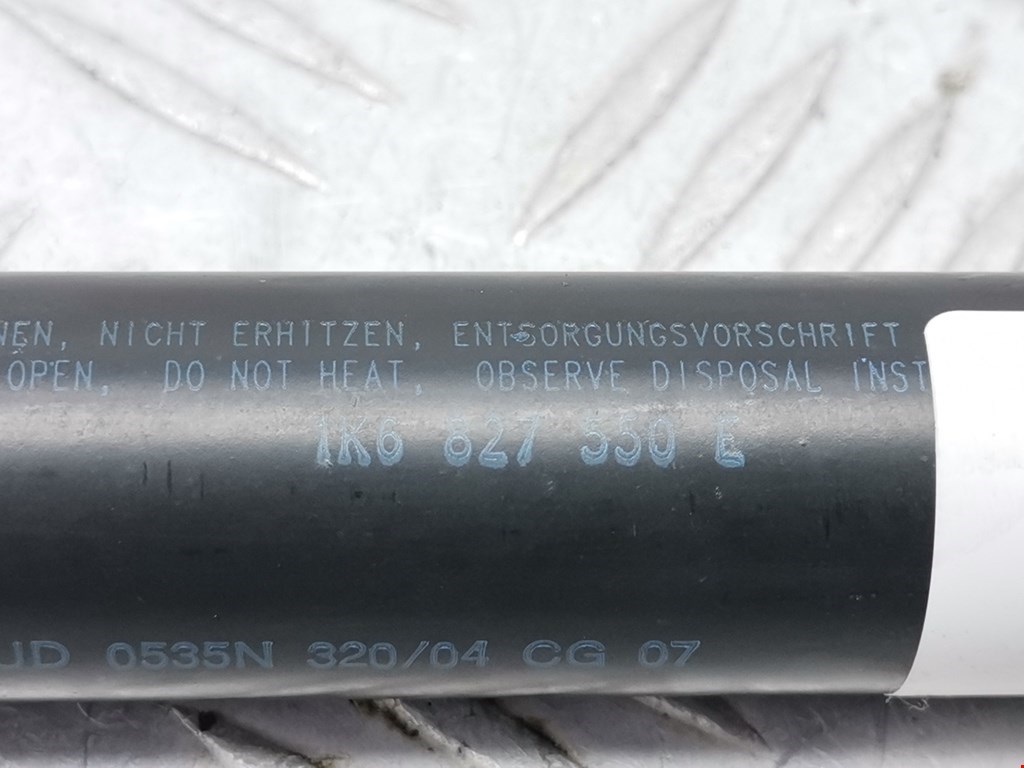 NEN, NICHT ERHITZEN, ENTSORGUNGSVORSCHRIFT
OPEN, DO NOT HEAT, OBSERVE DISPOSAL INST
1K6 827 550 E
JD 0535N 320/04 CG 07